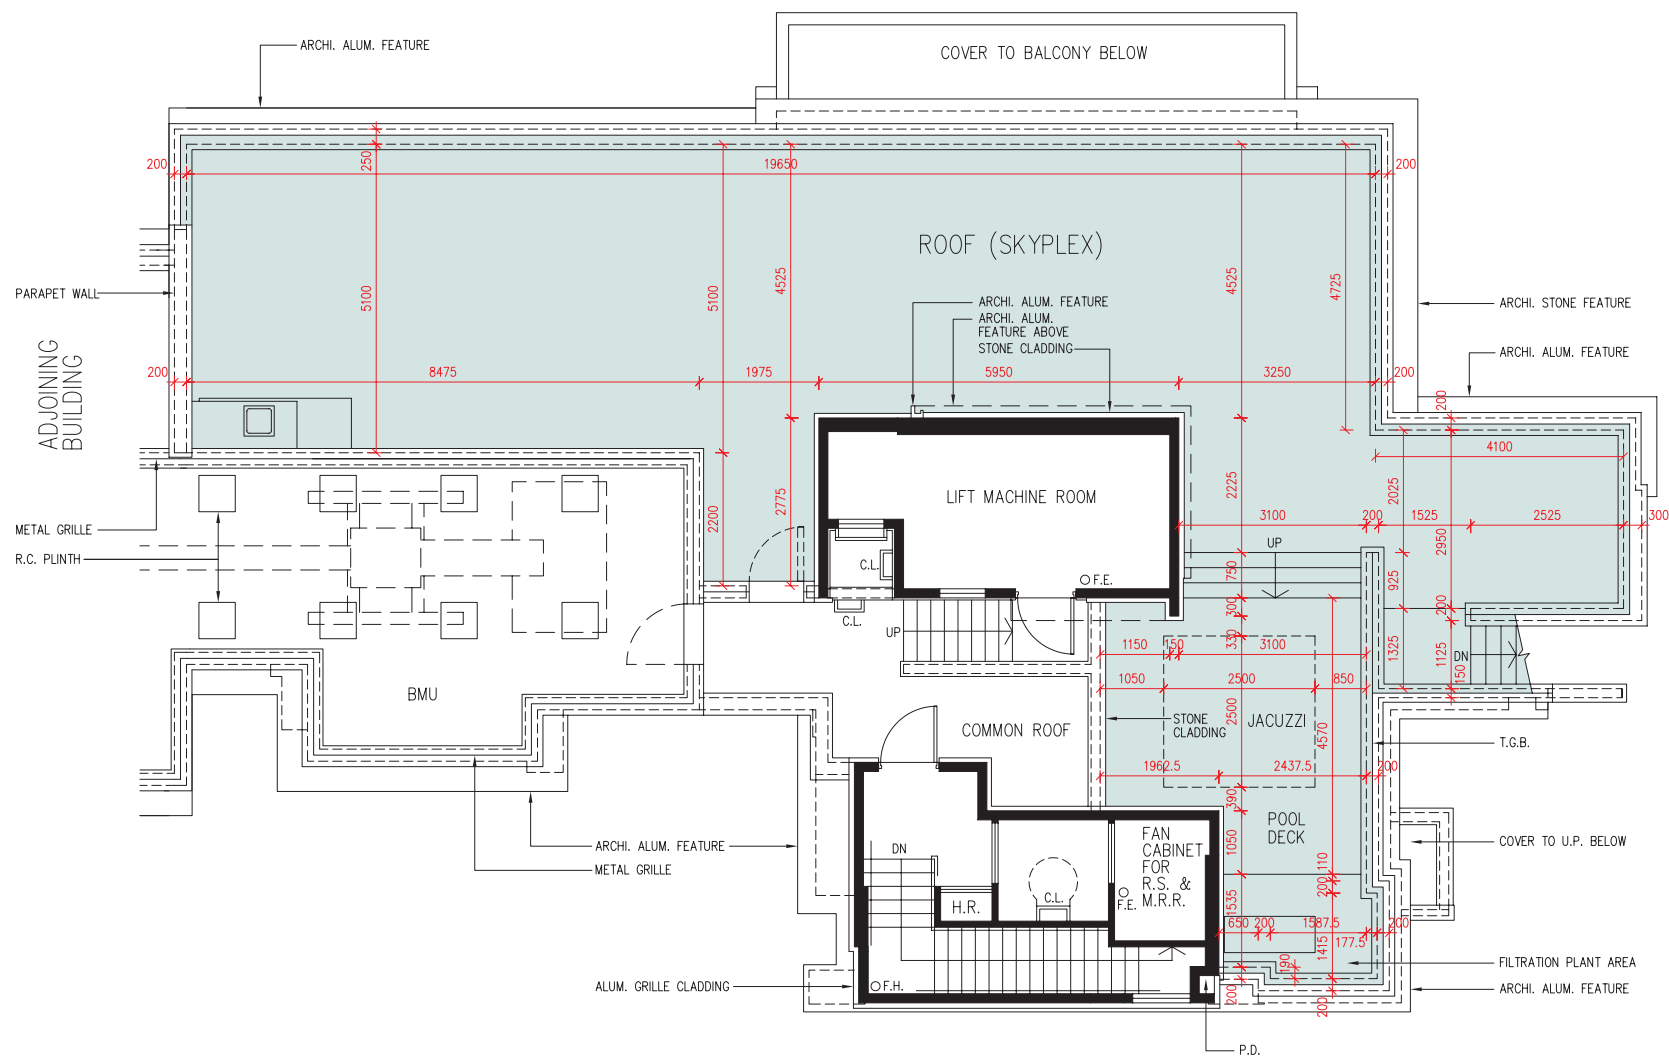 ARCHI. ALUM. FEATURE
COVER TO BALCONY BELOW
200
250
19650
200
ROOF (SKYPLEX)
PARAPET WALL
5100
5100
4525
4525
4725
ARCHI. ALUM. FEATURE
ARCHI. ALUM.
FEATURE ABOVE
STONE CLADDING
ARCHI. STONE FEATURE
ARCHI. ALUM. FEATURE
ADJOINING
BUILDING
200
8475
1975
5950
3250
200
200
4100
METAL GRILLE
R.C. PLINTH
2200
2775
LIFT MACHINE ROOM
2225
2025
2950
3100
200
1525
2525
300
UP
C.L.
F.E.
750
925
200
C.L.
UP
300
330
1150
150
3100
1325
1125
DN
150
BMU
1050
2500
850
2500
JACUZZI
4570
STONE
CLADDING
COMMON ROOF
T.G.B.
1962.5
2437.5
200
390
POOL
DECK
FAN
CABINET
FOR
R.S. &
M.R.R.
1050
110
200
COVER TO U.P. BELOW
ARCHI. ALUM. FEATURE
METAL GRILLE
DN
H.R.
C.L.
F.E.
1535
650
200
1587.5
200
1415
177.5
190
FILTRATION PLANT AREA
ALUM. GRILLE CLADDING
F.H.
200
200
ARCHI. ALUM. FEATURE
P.D.